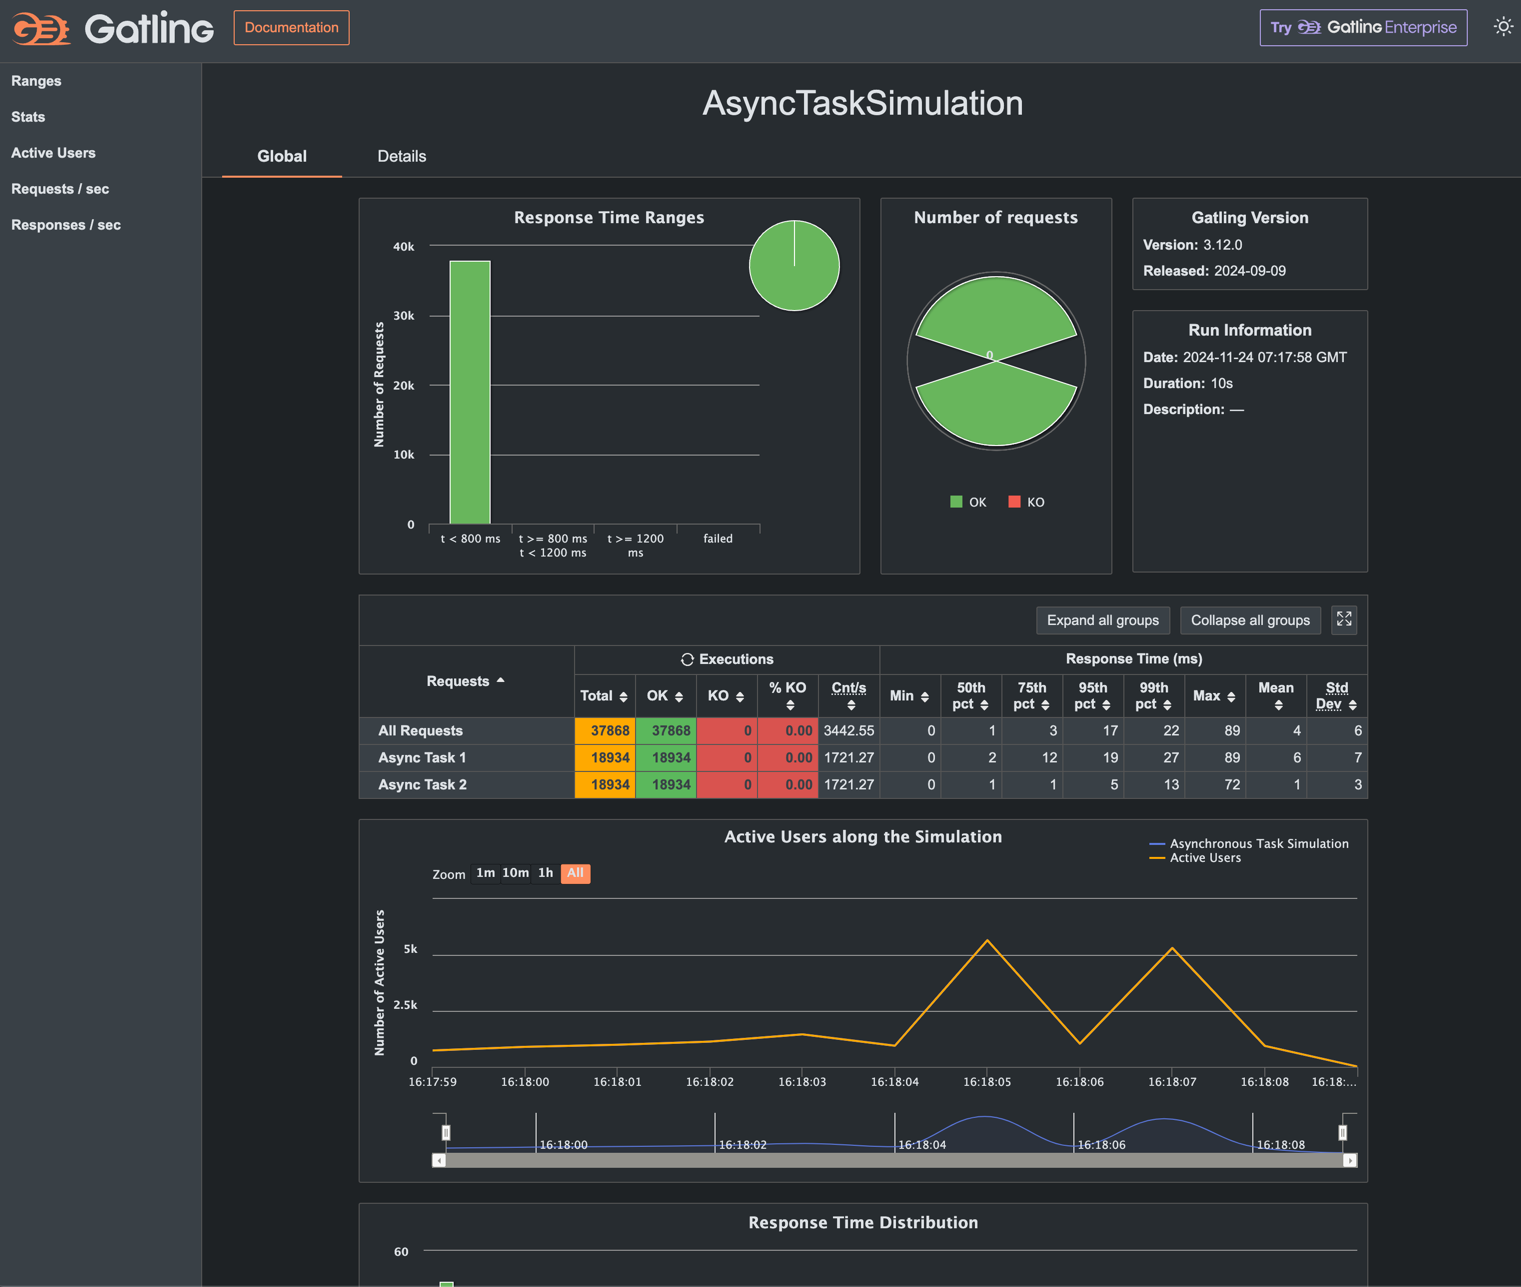 Gatling
Documentation
Try Gatling Enterprise
Ranges
Stats
Active Users
Requests / sec
Responses / sec
AsyncTaskSimulation
Global Details
Response Time Ranges
40k
30k
20k
10k
0
Number of Requests
t < 800 ms
t >= 800 ms
t < 1200 ms
t >= 1200
ms
failed
Number of requests
0
OK KO
Gatling Version
Version: 3.12.0
Released: 2024-09-09
Run Information
Date: 2024-11-24 07:17:58 GMT
Duration: 10s
Description: —
Expand all groups Collapse all groups
Requests Executions Response Time (ms)
Total OK KO % KO Cnt/s Min 50th pct 75th pct 95th pct 99th pct Max Mean Std Dev
All Requests 37868 37868 0 0.00 3442.55 0 1 3 17 22 89 4 6
Async Task 1 18934 18934 0 0.00 1721.27 0 2 12 19 27 89 6 7
Async Task 2 18934 18934 0 0.00 1721.27 0 1 1 5 13 72 1 3
Active Users along the Simulation
Asynchronous Task Simulation
Active Users
Zoom 1m 10m 1h All
Number of Active Users
5k
2.5k
0
16:17:59 16:18:00 16:18:01 16:18:02 16:18:03 16:18:04 16:18:05 16:18:06 16:18:07 16:18:08 16:18:...
16:18:00 16:18:02 16:18:04 16:18:06 16:18:08
Response Time Distribution
60